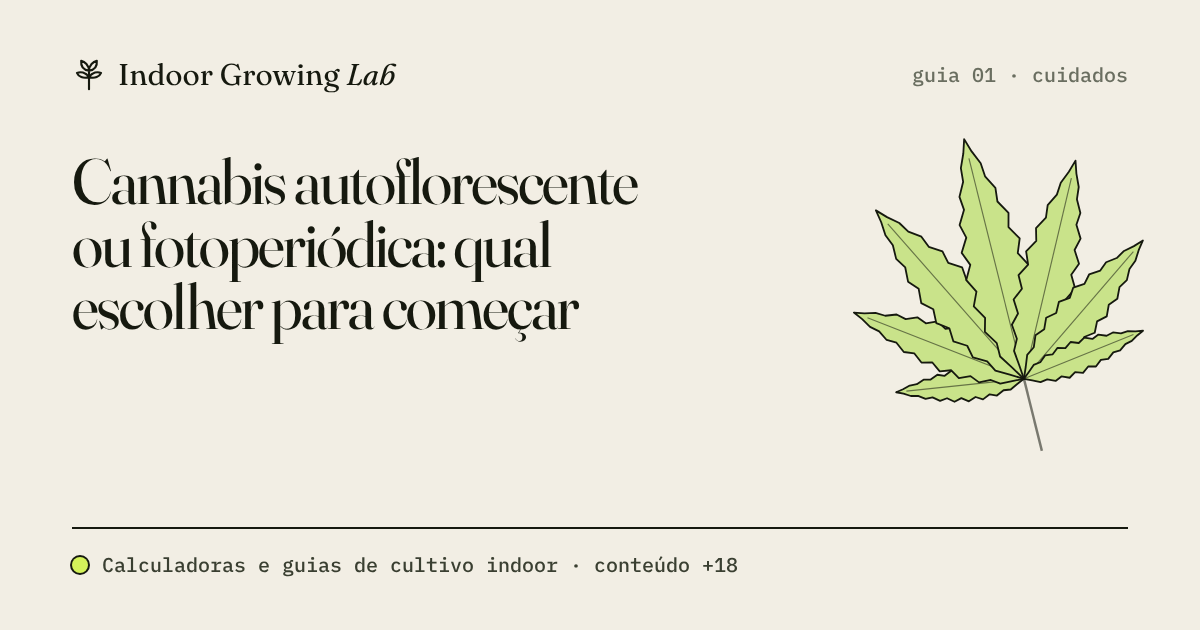 Indoor Growing Lab
guia 01 · cuidados
Cannabis autoflorescente
ou fotoperiódica: qual
escolher para começar
Calculadoras e guias de cultivo indoor · conteúdo +18